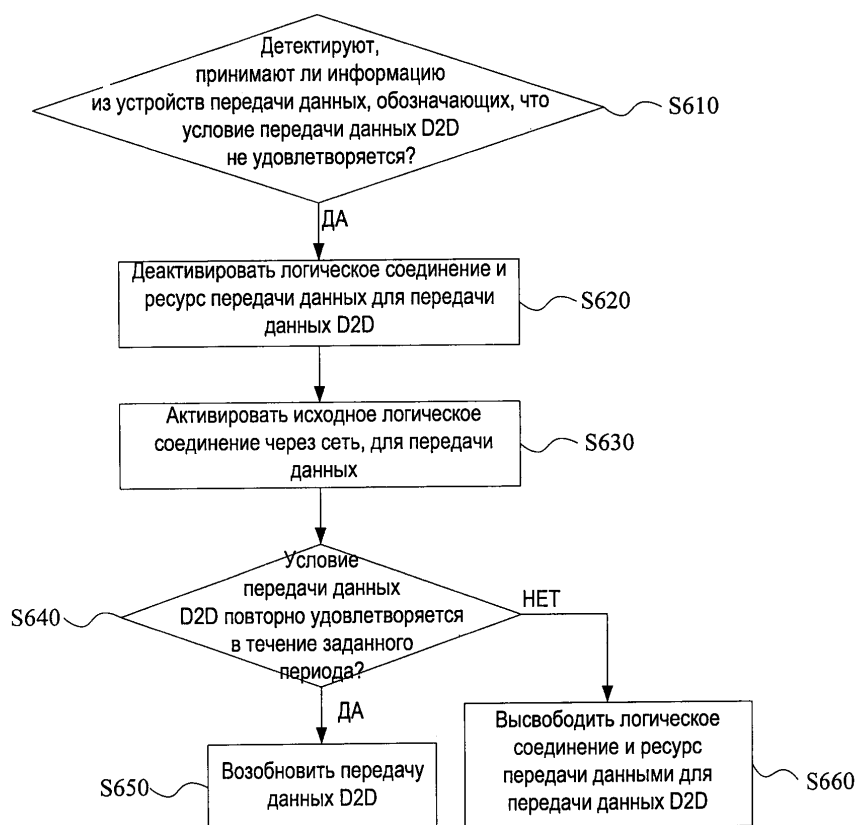 Детектируют,
принимают ли информацию
из устройств передачи данных, обозначающих, что
условие передачи данных D2D
не удовлетворяется?
S610
ДА
Деактивировать логическое соединение и
ресурс передачи данных для передачи
данных D2D
S620
Активировать исходное логическое
соединение через сеть, для передачи
данных
S630
Условие
передачи данных
D2D повторно удовлетворяется
в течение заданного
периода?
S640
НЕТ
ДА
Возобновить передачу
данных D2D
S650
Высвободить логическое
соединение и ресурс
передачи данными для
передачи данных D2D
S660